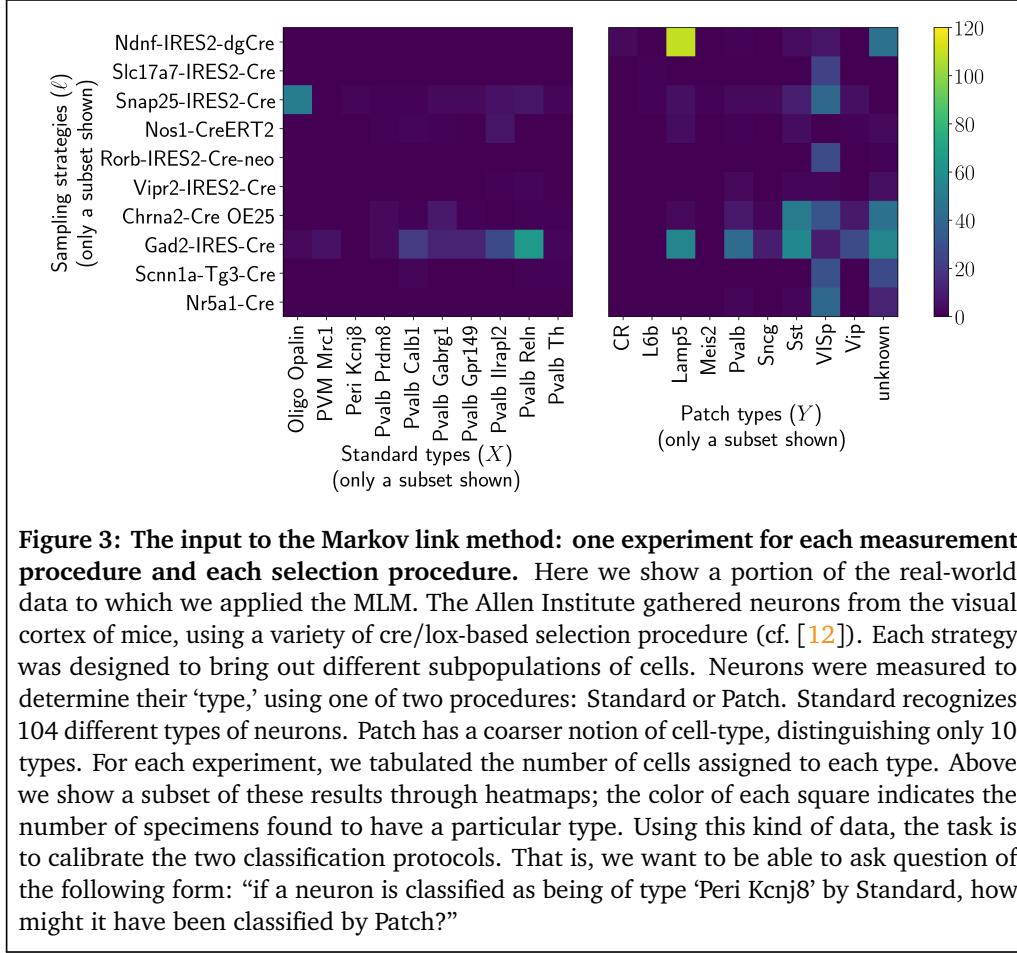 Sampling strategies (ℓ)
(only a subset shown)
Ndnf-IRES2-dgCre
Slc17a7-IRES2-Cre
Snap25-IRES2-Cre
Nos1-CreERT2
Rorb-IRES2-Cre-neo
Vipr2-IRES2-Cre
Chrna2-Cre OE25
Gad2-IRES-Cre
Scnn1a-Tg3-Cre
Nr5a1-Cre
Oligo Opalin
PVM Mrc1
Peri Kcnj8
Pvalb Prdm8
Pvalb Calb1
Pvalb Gabrg1
Pvalb Gpr149
Pvalb Ilrapl2
Pvalb Reln
Pvalb Th
Standard types (X)
(only a subset shown)
CR
L6b
Lamp5
Meis2
Pvalb
Sncg
Sst
VISp
Vip
unknown
Patch types (Y)
(only a subset shown)
120
100
80
60
40
20
0
Figure 3: The input to the Markov link method: one experiment for each measurement
procedure and each selection procedure. Here we show a portion of the real-world
data to which we applied the MLM. The Allen Institute gathered neurons from the visual
cortex of mice, using a variety of cre/lox-based selection procedure (cf. [12]). Each strategy
was designed to bring out different subpopulations of cells. Neurons were measured to
determine their ‘type,’ using one of two procedures: Standard or Patch. Standard recognizes
104 different types of neurons. Patch has a coarser notion of cell-type, distinguishing only 10
types. For each experiment, we tabulated the number of cells assigned to each type. Above
we show a subset of these results through heatmaps; the color of each square indicates the
number of specimens found to have a particular type. Using this kind of data, the task is
to calibrate the two classification protocols. That is, we want to be able to ask question of
the following form: “if a neuron is classified as being of type ‘Peri Kcnj8’ by Standard, how
might it have been classified by Patch?”